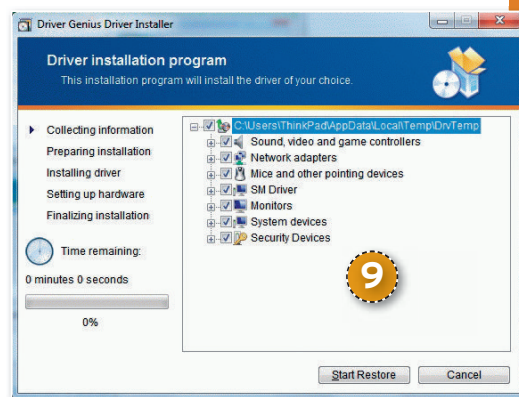 Driver Genius Driver Installer
Driver installation program
This installation program will install the driver of your choice.
Collecting information
Preparing installation
Installing driver
Setting up hardware
Finalizing installation
Time remaining:
0 minutes 0 seconds
0%
C:\Users\ThinkPad\AppData\Local\Temp\DrvTemp
Sound, video and game controllers
Network adapters
Mice and other pointing devices
SM Driver
Monitors
System devices
Security Devices
9
Start Restore
Cancel